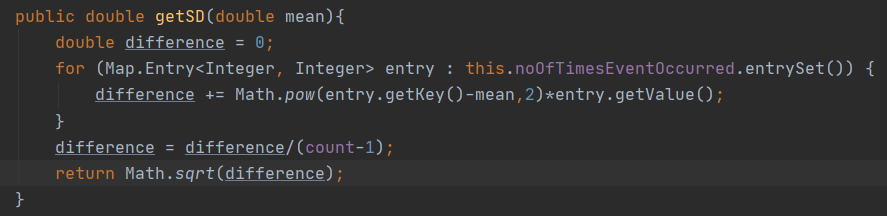 public double getSD(double mean){
    double difference = 0;
    for (Map.Entry<Integer, Integer> entry : this.noOfTimesEventOccurred.entrySet()) {
        difference += Math.pow(entry.getKey()-mean,2)*entry.getValue();
    }
    difference = difference/(count-1);
    return Math.sqrt(difference);
}